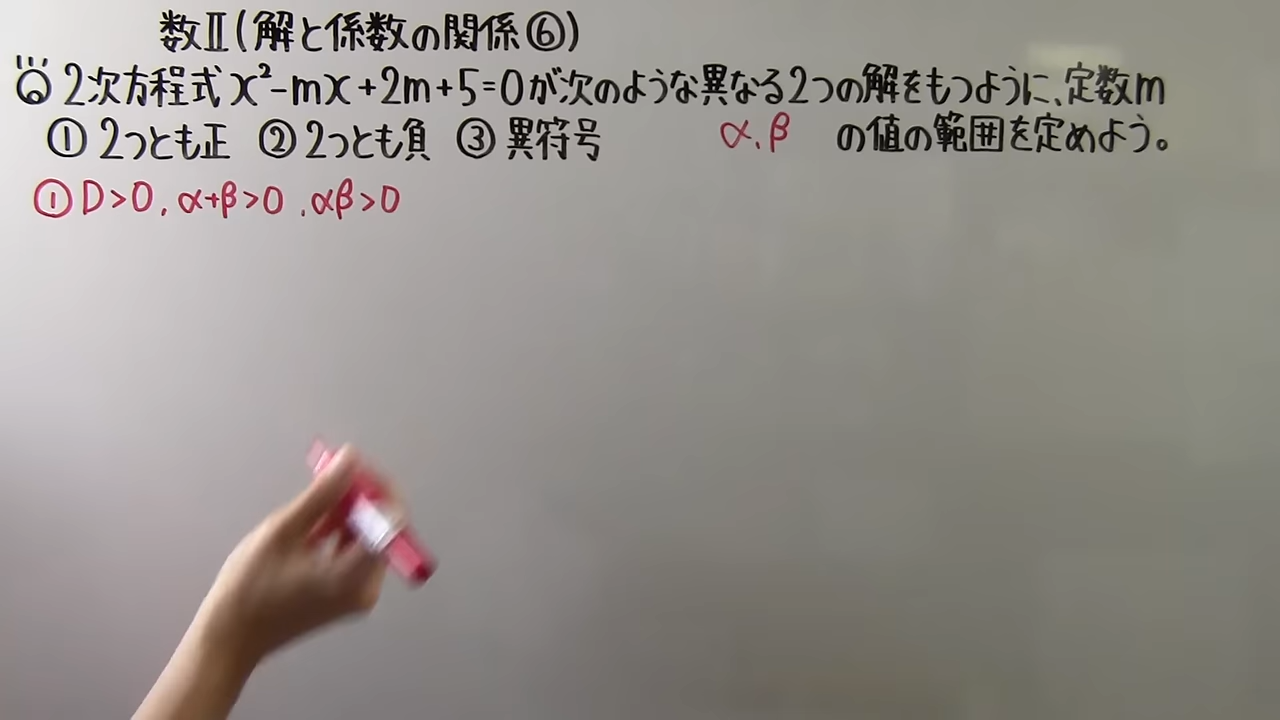 数Ⅱ(解と係数の関係⑥)
2次方程式 x²-mx+2m+5=0が次のような異なる2つの解をもつように、定数m
① 2つとも正 ② 2つとも負 ③ 異符号 α、β の値の範囲を定めよう。
① D>0, α+β>0, αβ>0